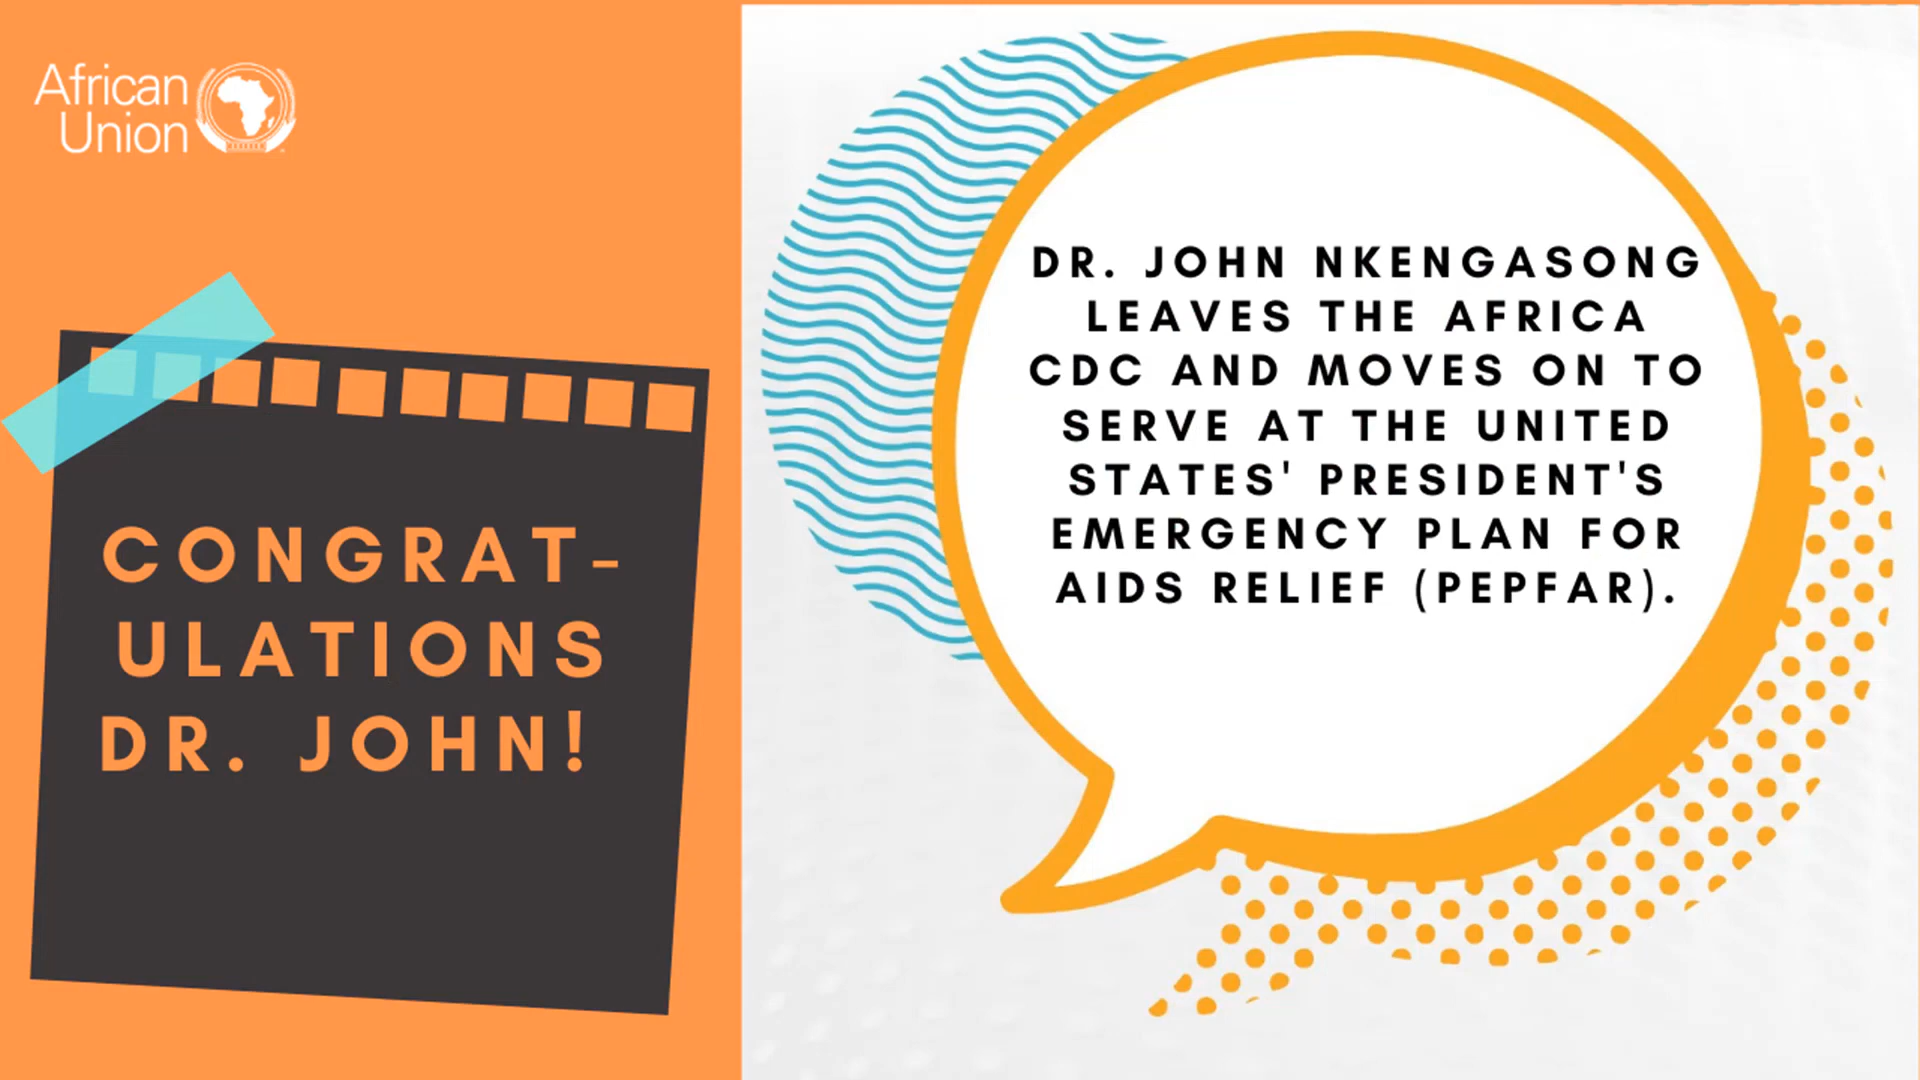 African
Union
CONGRAT-
ULATIONS
DR. JOHN!
DR. JOHN NKENGASONG
LEAVES THE AFRICA
CDC AND MOVES ON TO
SERVE AT THE UNITED
STATES' PRESIDENT'S
EMERGENCY PLAN FOR
AIDS RELIEF (PEPFAR).